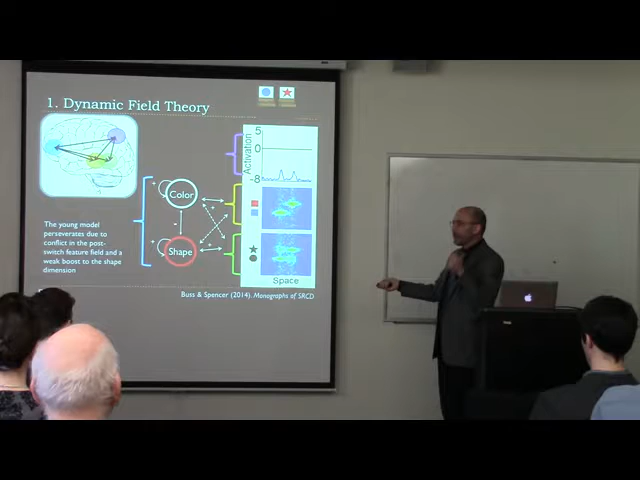 1. Dynamic Field Theory
5
0
-8
Activation
Color
Shape
Space
The young model
perseverates due to
conflict in the post-
switch feature field and a
weak boost to the shape
dimension
Buss & Spencer (2014). Monographs of SRCD